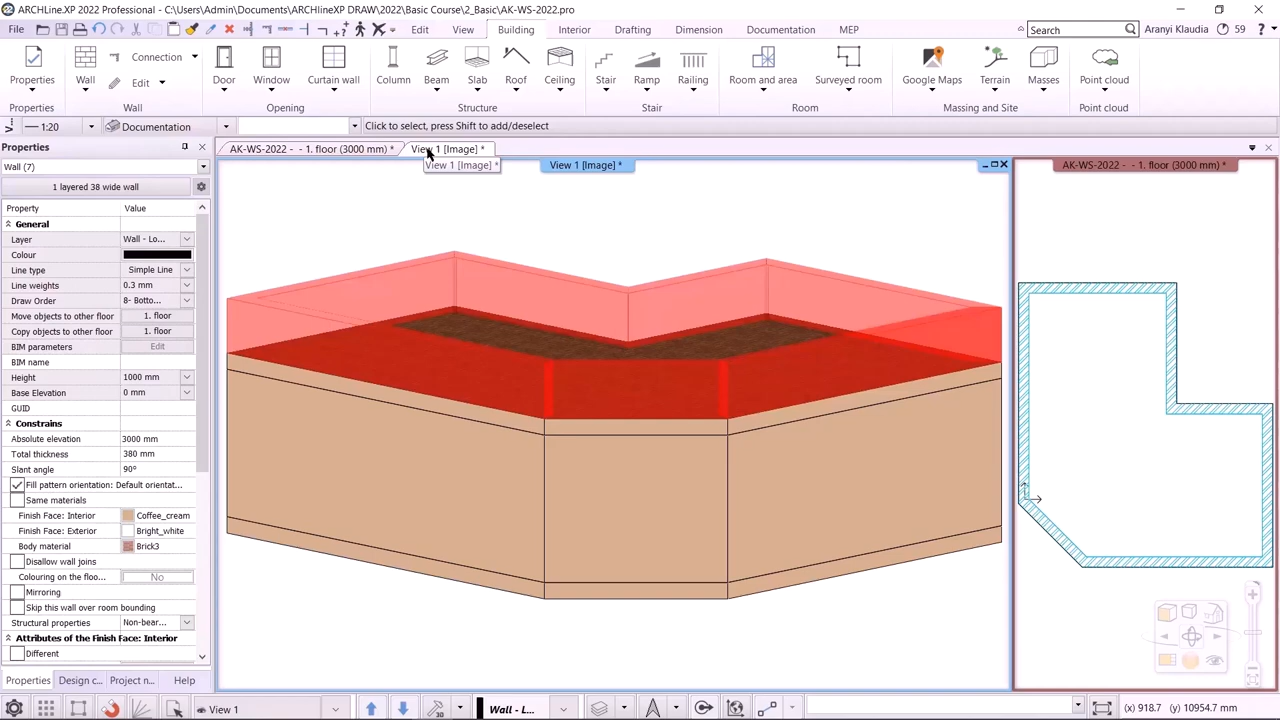 ARCHLine.XP 2022 Professional - C:\Users\Admin\Documents\ARCHlineXP DRAW\2022\Basic Course\2_Basic\AK-WS-2022.pro
File
Edit
View
Building
Interior
Drafting
Dimension
Documentation
MEP
Search
Aranyi Klaudia
59
?
Properties
Wall
Connection
Edit
Door
Window
Curtain wall
Column
Beam
Slab
Roof
Ceiling
Stair
Ramp
Railing
Room and area
Surveyed room
Google Maps
Terrain
Masses
Point cloud
Properties
Wall
Opening
Structure
Stair
Room
Massing and Site
Point cloud
1:20
Documentation
Click to select, press Shift to add/deselect
Properties
AK-WS-2022 - - 1. floor (3000 mm) *
View 1 [Image] *
View 1 [Image] *
View 1 [Image] *
AK-WS-2022 - - 1. floor (3000 mm) *
Wall (7)
1 layered 38 wide wall
Property Value
General
Layer Wall - Lo...
Colour
Line type Simple Line
Line weights 0.3 mm
Draw Order 8- Botto...
Move objects to other floor 1. floor
Copy objects to other floor 1. floor
BIM parameters Edit
BIM name
Height 1000 mm
Base Elevation 0 mm
GUID
Constrains
Absolute elevation 3000 mm
Total thickness 380 mm
Slant angle 90°
Fill pattern orientation: Default orientat...
Same materials
Finish Face: Interior Coffee_cream
Finish Face: Exterior Bright_white
Body material Brick3
Disallow wall joins
Colouring on the floo... No
Mirroring
Skip this wall over room bounding
Structural properties Non-bear...
Attributes of the Finish Face: Interior
Different
Properties
Design c...
Project n...
Help
View 1
30
Wall - L...
x: 918.7 y: 10954.7 mm